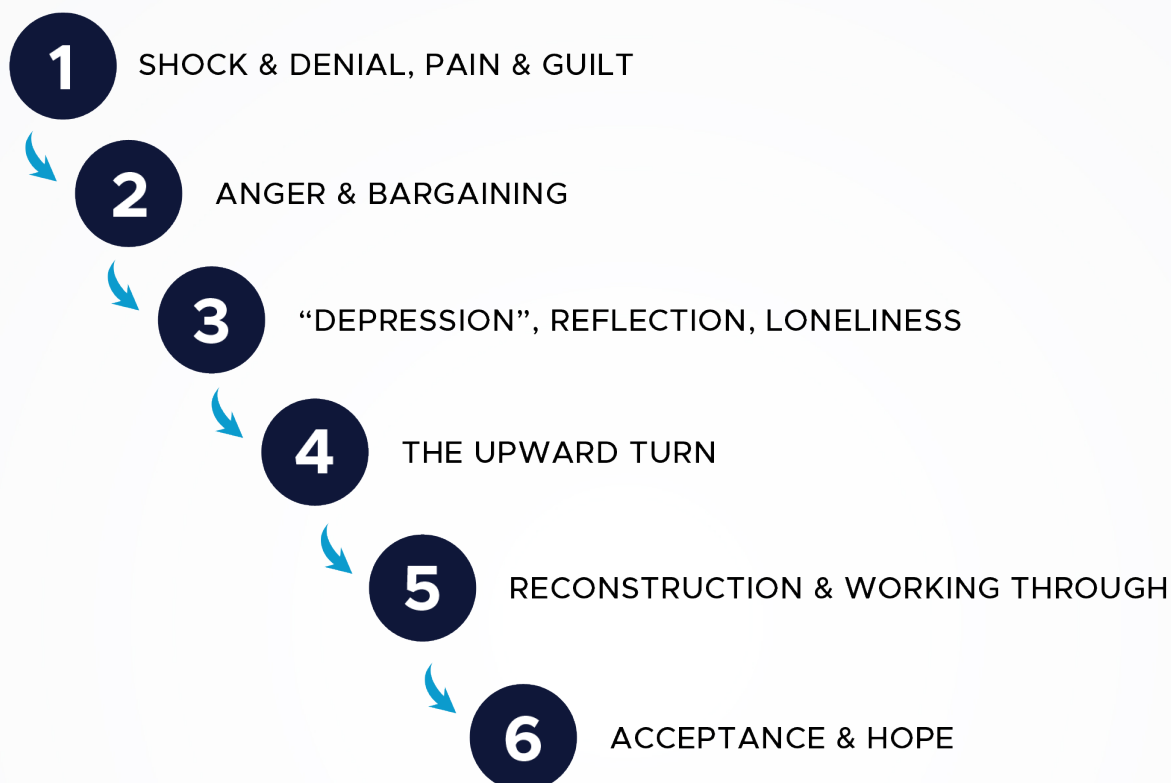 1 SHOCK & DENIAL, PAIN & GUILT
2 ANGER & BARGAINING
3 “DEPRESSION”, REFLECTION, LONELINESS
4 THE UPWARD TURN
5 RECONSTRUCTION & WORKING THROUGH
6 ACCEPTANCE & HOPE